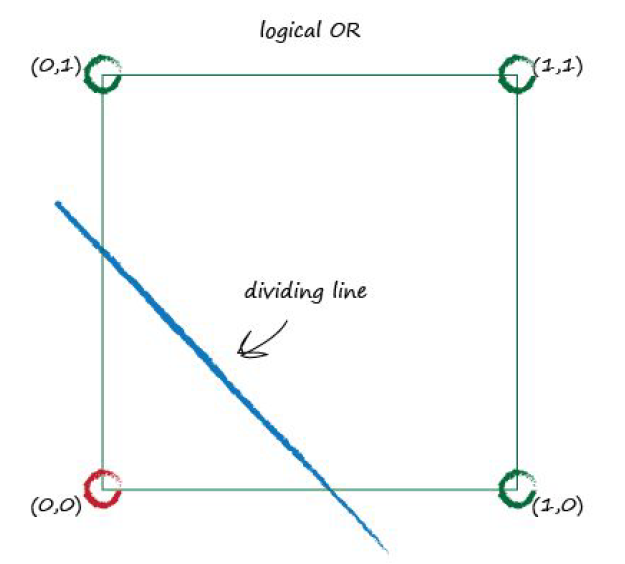 logical OR
(0,1)
(1,1)
dividing line
(0,0)
(1,0)